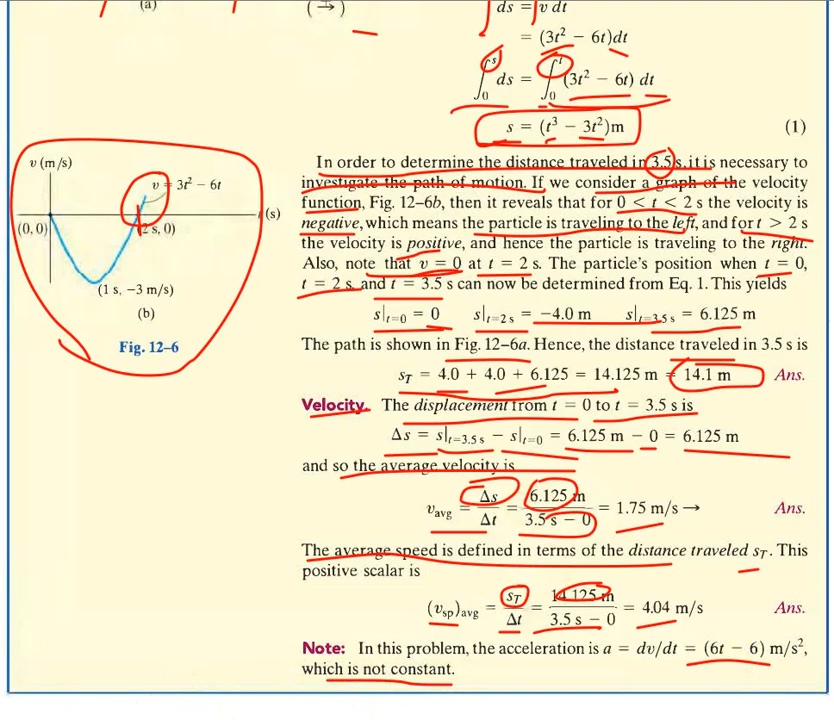 (a)
(⇢)
∫ ds = ∫ v dt
= (3t² − 6t)dt
∫₀ˢ ds = ∫₀ᵗ (3t² − 6t) dt
s = (t³ − 3t²)m (1)
In order to determine the distance traveled in 3.5 s, it is necessary to
investigate the path of motion. If we consider a graph of the velocity
function, Fig. 12–6b, then it reveals that for 0 < t < 2 s the velocity is
negative, which means the particle is traveling to the left, and for t > 2 s
the velocity is positive, and hence the particle is traveling to the right.
Also, note that v = 0 at t = 2 s. The particle's position when t = 0,
t = 2 s, and t = 3.5 s can now be determined from Eq. 1. This yields
s|t=0 = 0 s|t=2 s = −4.0 m s|t=3.5 s = 6.125 m
The path is shown in Fig. 12–6a. Hence, the distance traveled in 3.5 s is
sT = 4.0 + 4.0 + 6.125 = 14.125 m = 14.1 m Ans.
Velocity. The displacement from t = 0 to t = 3.5 s is
Δs = s|t=3.5 s − s|t=0 = 6.125 m − 0 = 6.125 m
and so the average velocity is
vavg = Δs/Δt = 6.125 m/(3.5 s − 0) = 1.75 m/s → Ans.
The average speed is defined in terms of the distance traveled sT. This
positive scalar is
(vsp)avg = sT/Δt = 14.125 m/(3.5 s − 0) = 4.04 m/s Ans.
Note: In this problem, the acceleration is a = dv/dt = (6t − 6) m/s²,
which is not constant.
v (m/s)
v = 3t² − 6t
t (s)
(0, 0)
(2 s, 0)
(1 s, −3 m/s)
(b)
Fig. 12–6